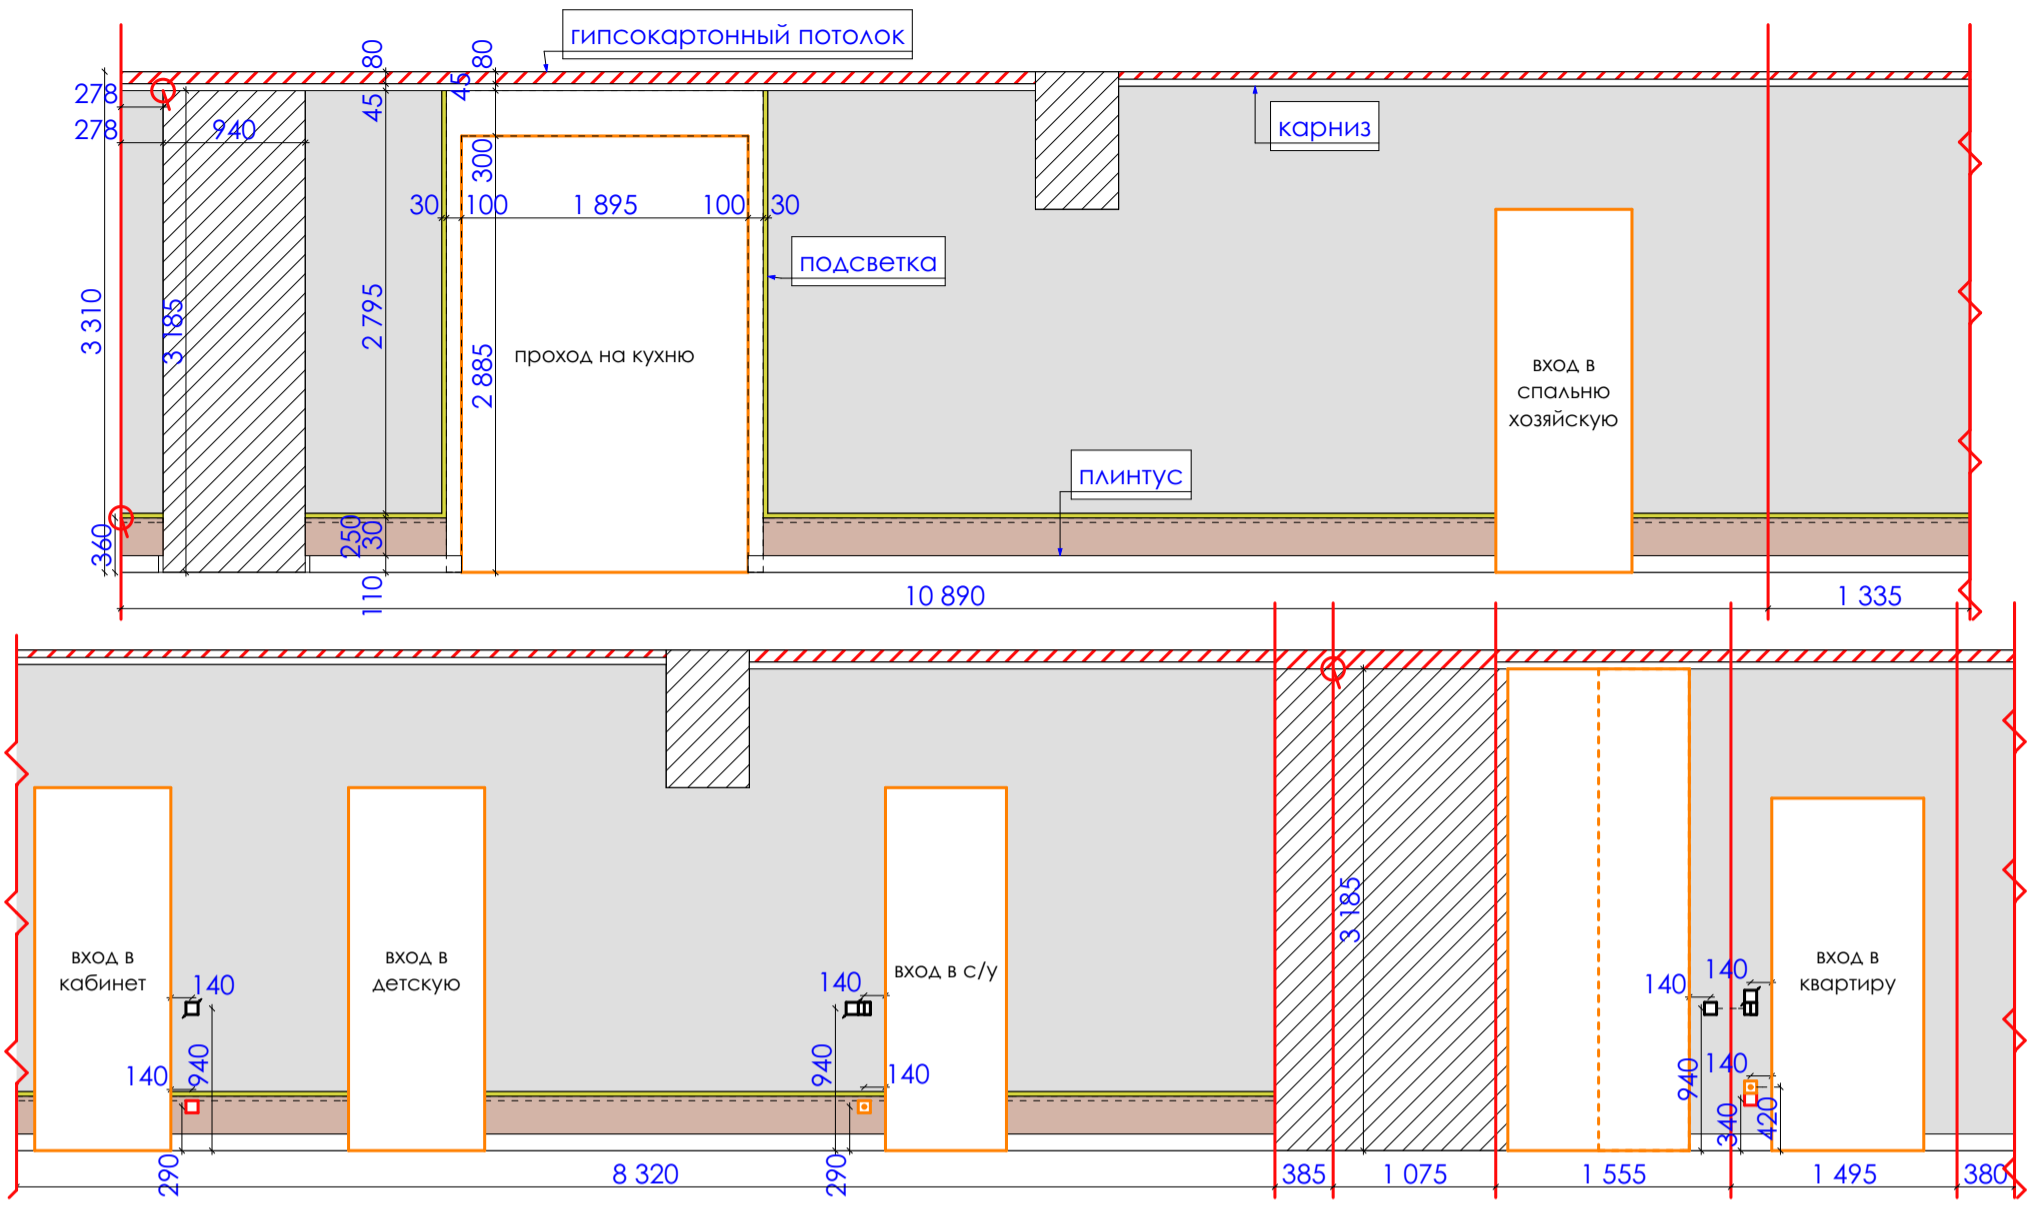 гипсокартонный потолок
80
80
45
45
278
278
940
карниз
300
30
100
1 895
100
30
подсветка
3 310
3 185
2 795
2 885
проход на кухню
вход в
спальню
хозяйскую
плинтус
360
250
30
110
10 890
1 335
вход в
кабинет
140
940
140
290
вход в
детскую
8 320
вход в с/у
140
940
140
290
3 185
140
140
вход в
квартиру
940
140
340
420
385
1 075
1 555
1 495
380